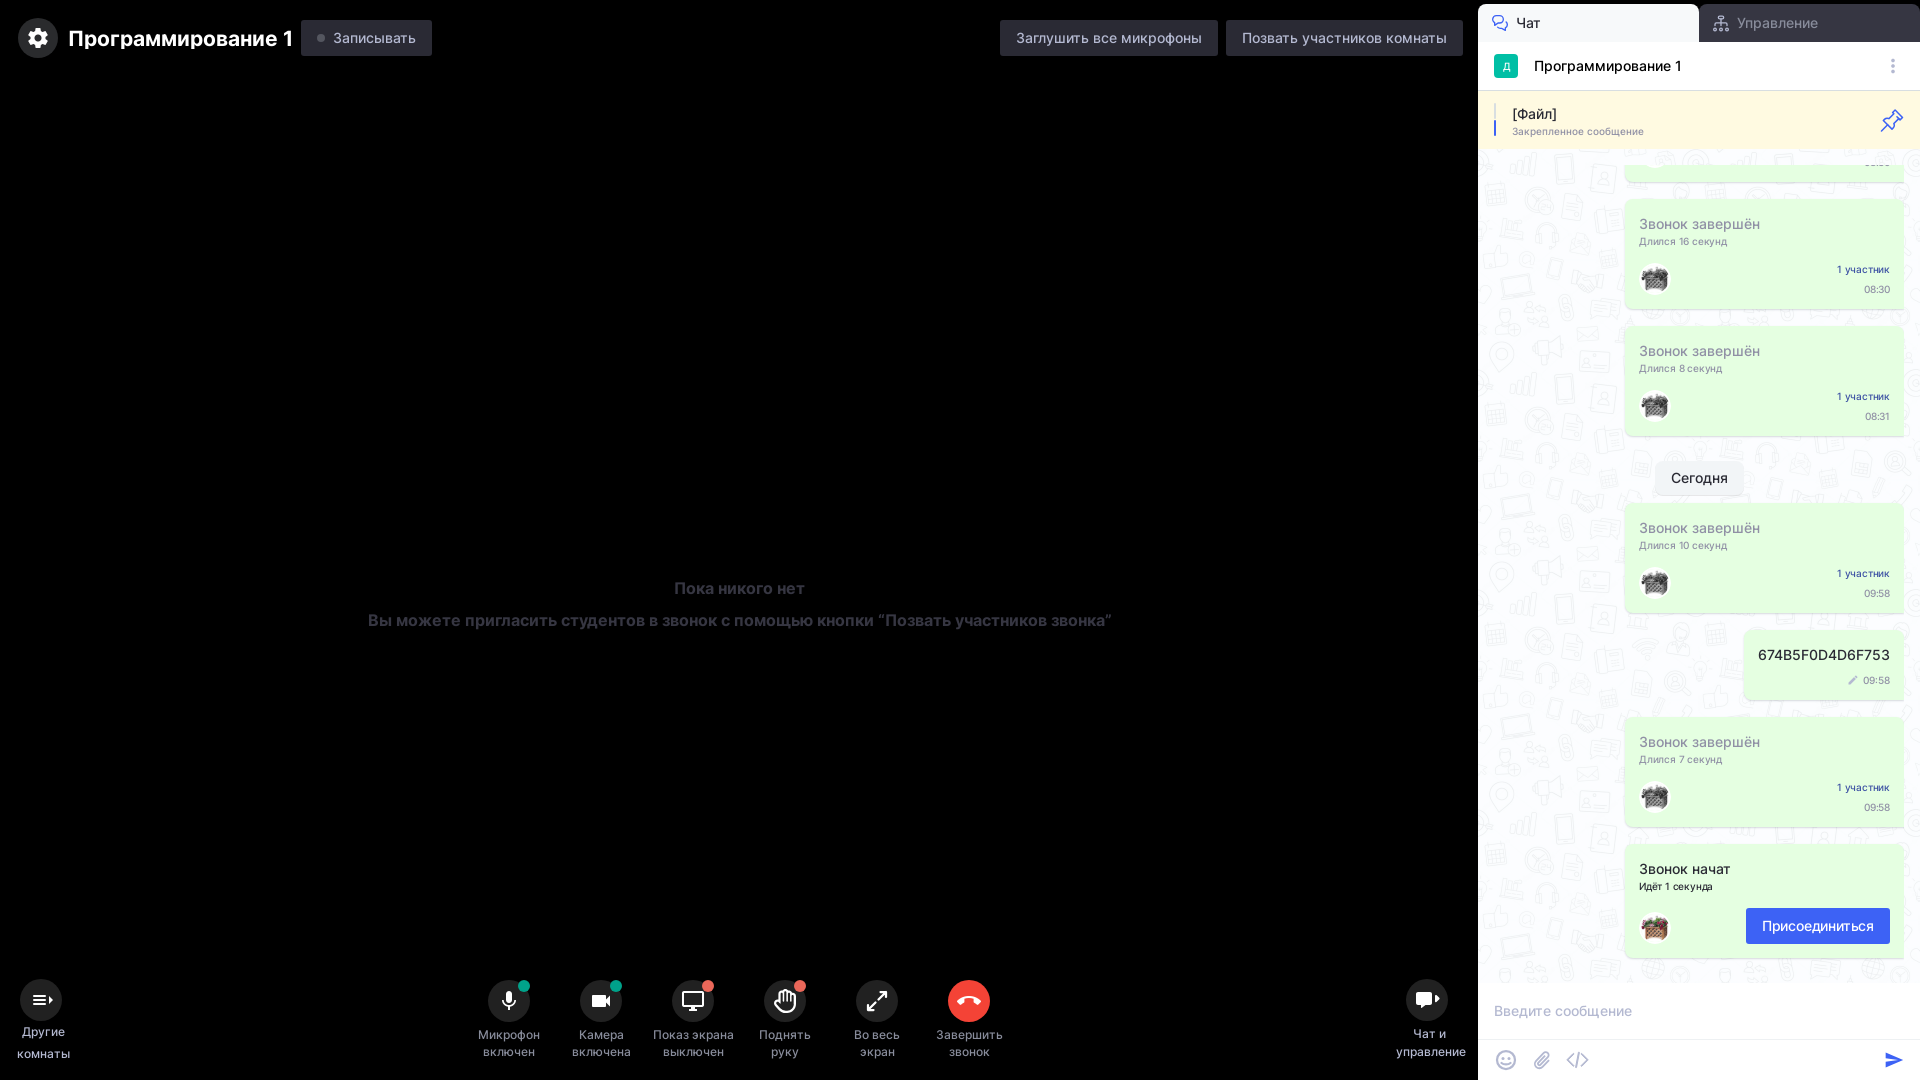 Программирование 1
Записывать
Заглушить все микрофоны
Позвать участников комнаты
Пока никого нет
Вы можете пригласить студентов в звонок с помощью кнопки “Позвать участников звонка”
Другие
комнаты
Микрофон
включен
Камера
включена
Показ экрана
выключен
Поднять
руку
Во весь
экран
Завершить
звонок
Чат и
управление
Чат
Управление
Д
Программирование 1
[Файл]
Закрепленное сообщение
Звонок завершён
Длился 16 секунд
1 участник
08:30
Звонок завершён
Длился 8 секунд
1 участник
08:31
Сегодня
Звонок завершён
Длился 10 секунд
1 участник
09:58
674B5F0D4D6F753
09:58
Звонок завершён
Длился 7 секунд
1 участник
09:58
Звонок начат
Идёт 1 секунда
Присоединиться
Введите сообщение